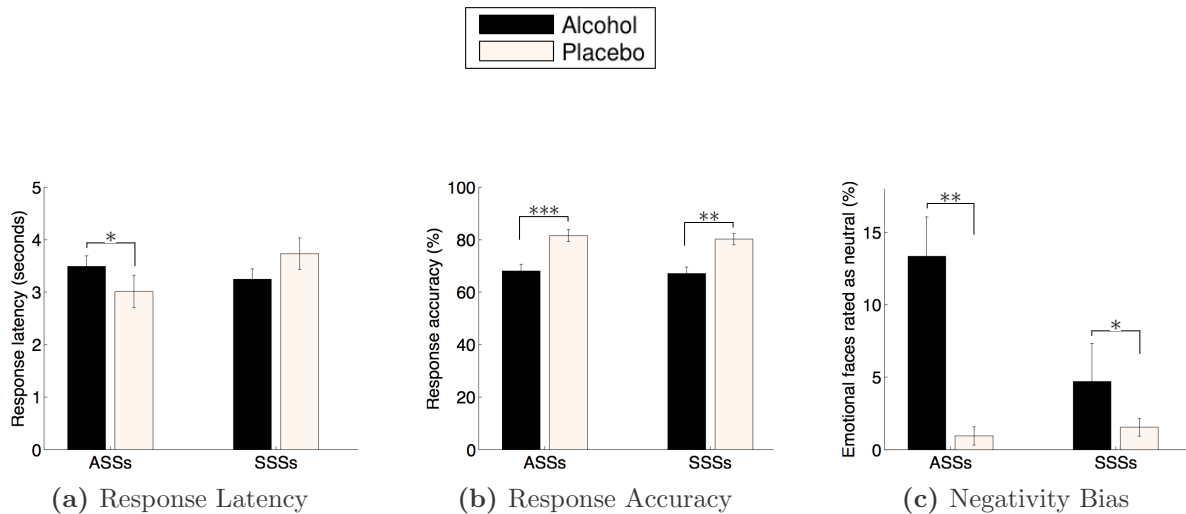 Alcohol
Placebo
Response latency (seconds)
5
4
3
2
1
0
*
ASSs
SSSs
(a) Response Latency
Response accuracy (%)
100
80
60
40
20
0
***
**
ASSs
SSSs
(b) Response Accuracy
Emotional faces rated as neutral (%)
15
10
5
0
**
*
ASSs
SSSs
(c) Negativity Bias